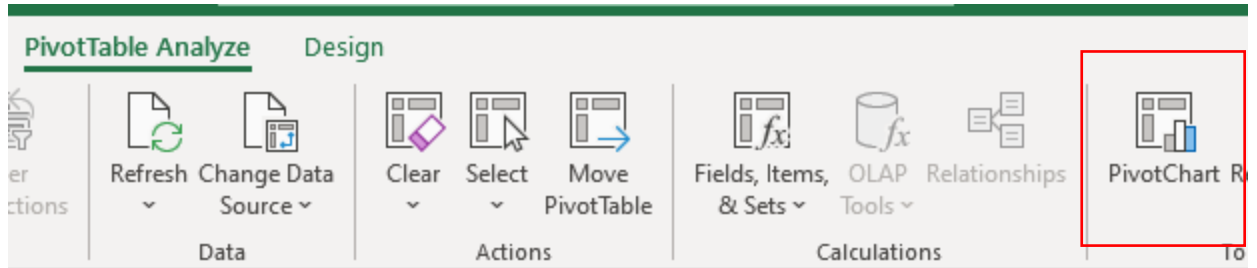 PivotTable Analyze Design
Refresh Change Data Clear Select Move Fields, Items, OLAP Relationships PivotChart
Source PivotTable & Sets Tools
Data Actions Calculations